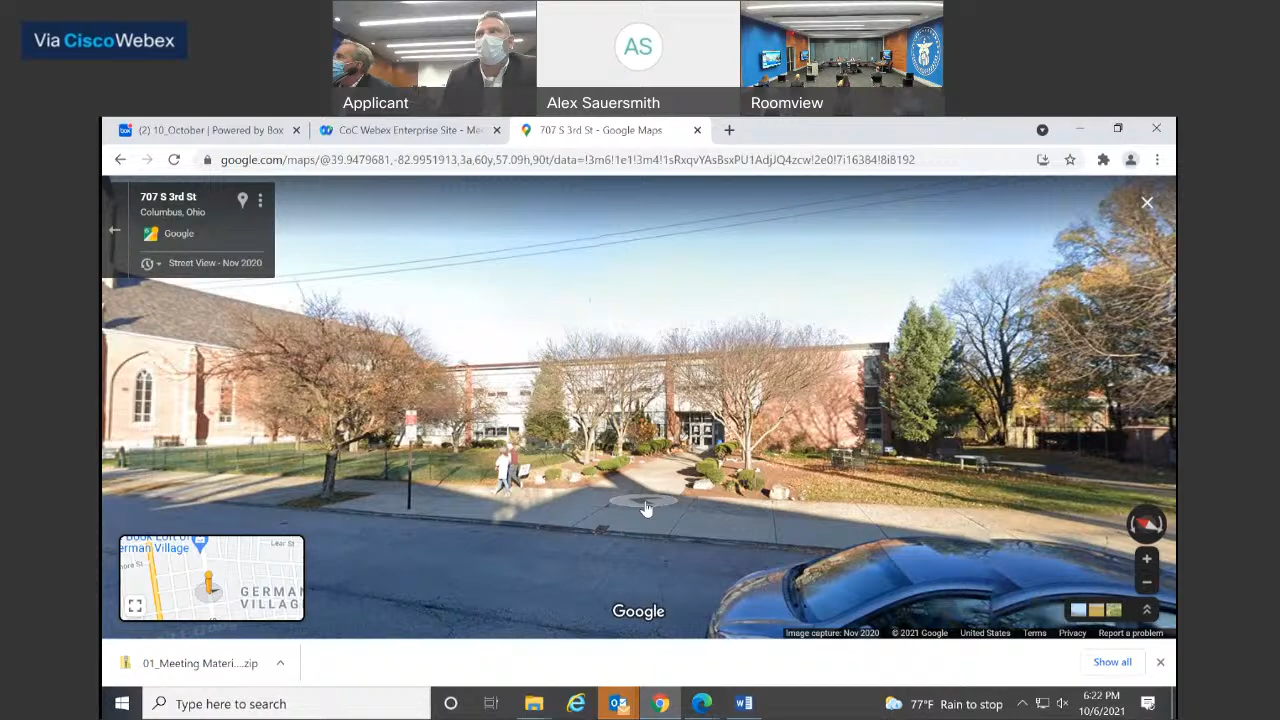 Via CiscoWebex
AS
Applicant
Alex Sauersmith
Roomview
(2) 10_October | Powered by Box
CoC Webex Enterprise Site - Me
707 S 3rd St - Google Maps
google.com/maps/@39.9479681,-82.9951913,3a,60y,57.09h,90t/data=!3m6!1e1!3m4!1sRxqvYAsBsxPU1AdjJQ4zcw!2e0!7i16384!8i8192
707 S 3rd St
Columbus, Ohio
Google
Street View - Nov 2020
Book Loft of
erman Village
Lear St
GERMAN
VILLAG
Google
Image capture: Nov 2020 © 2021 Google United States Terms Privacy Report a problem
01_Meeting Materi....zip
Show all
Type here to search
77°F Rain to stop
6:22 PM
10/6/2021